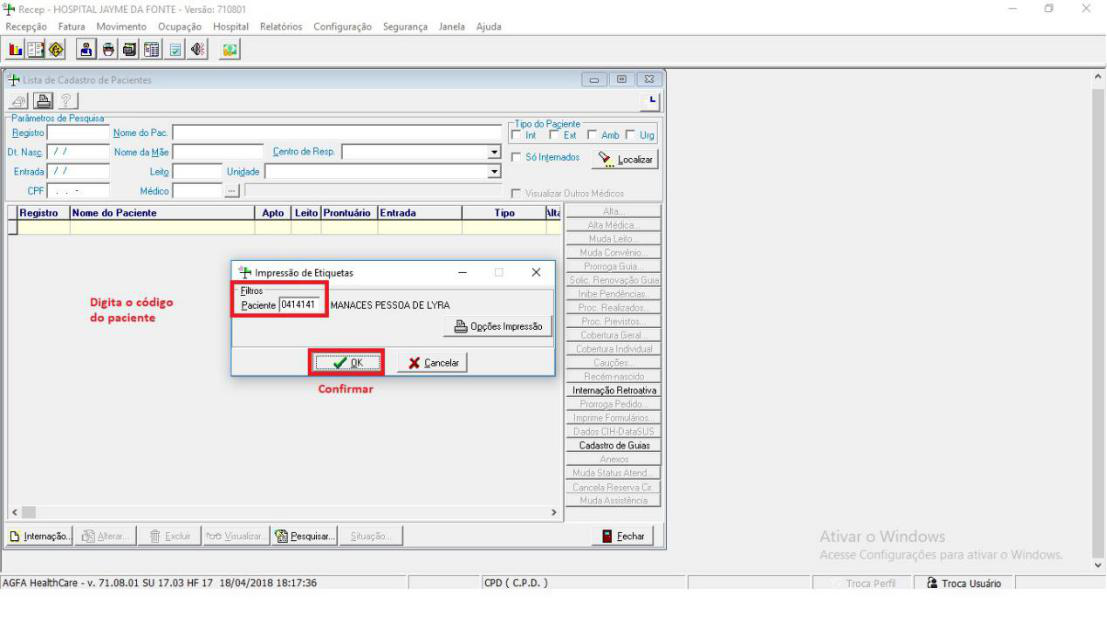 Recep - HOSPITAL JAYME DA FONTE - Versão: 710801
Recepção Fatura Movimento Ocupação Hospital Relatórios Configuração Segurança Janela Ajuda
Lista de Cadastro de Pacientes
Parâmetros de Pesquisa
Tipo do Paciente
Registro Nome do Pac. Int Ext Amb Urg
Dt. Nasc. / / Nome da Mãe Centro de Resp. Só Internados Localizar
Entrada / / Leito Unidade
CPF . . - Médico ... Visualizar Outros Médicos
Registro Nome do Paciente Apto Leito Prontuário Entrada Tipo Alta
Alta...
Alta Médica...
Muda Leito...
Muda Convênio...
Prorroga Guia...
Solic. Renovação Guia
Inibe Pendências...
Proc. Realizados...
Proc. Previstos...
Cobertura Geral...
Cobertura Individual
Cauções...
Recém-nascido
Internação Retroativa
Prorroga Pedido...
Imprime Formulários...
Dados CIH-DataSUS
Cadastro de Guias
Anexos
Muda Status Atend...
Cancela Reserva Cir.
Muda Assistência
Impressão de Etiquetas
Filtros
Paciente 0414141 MANACES PESSOA DE LYRA
Opções Impressão
OK Cancelar
Digita o código
do paciente
Confirmar
Internação... Alterar... Excluir Visualizar... Pesquisar... Situação... Fechar
Ativar o Windows
Acesse Configurações para ativar o Windows.
AGFA HealthCare - v. 71.08.01 SU 17.03 HF 17 18/04/2018 18:17:36 CPD ( C.P.D. ) Troca Perfil Troca Usuário